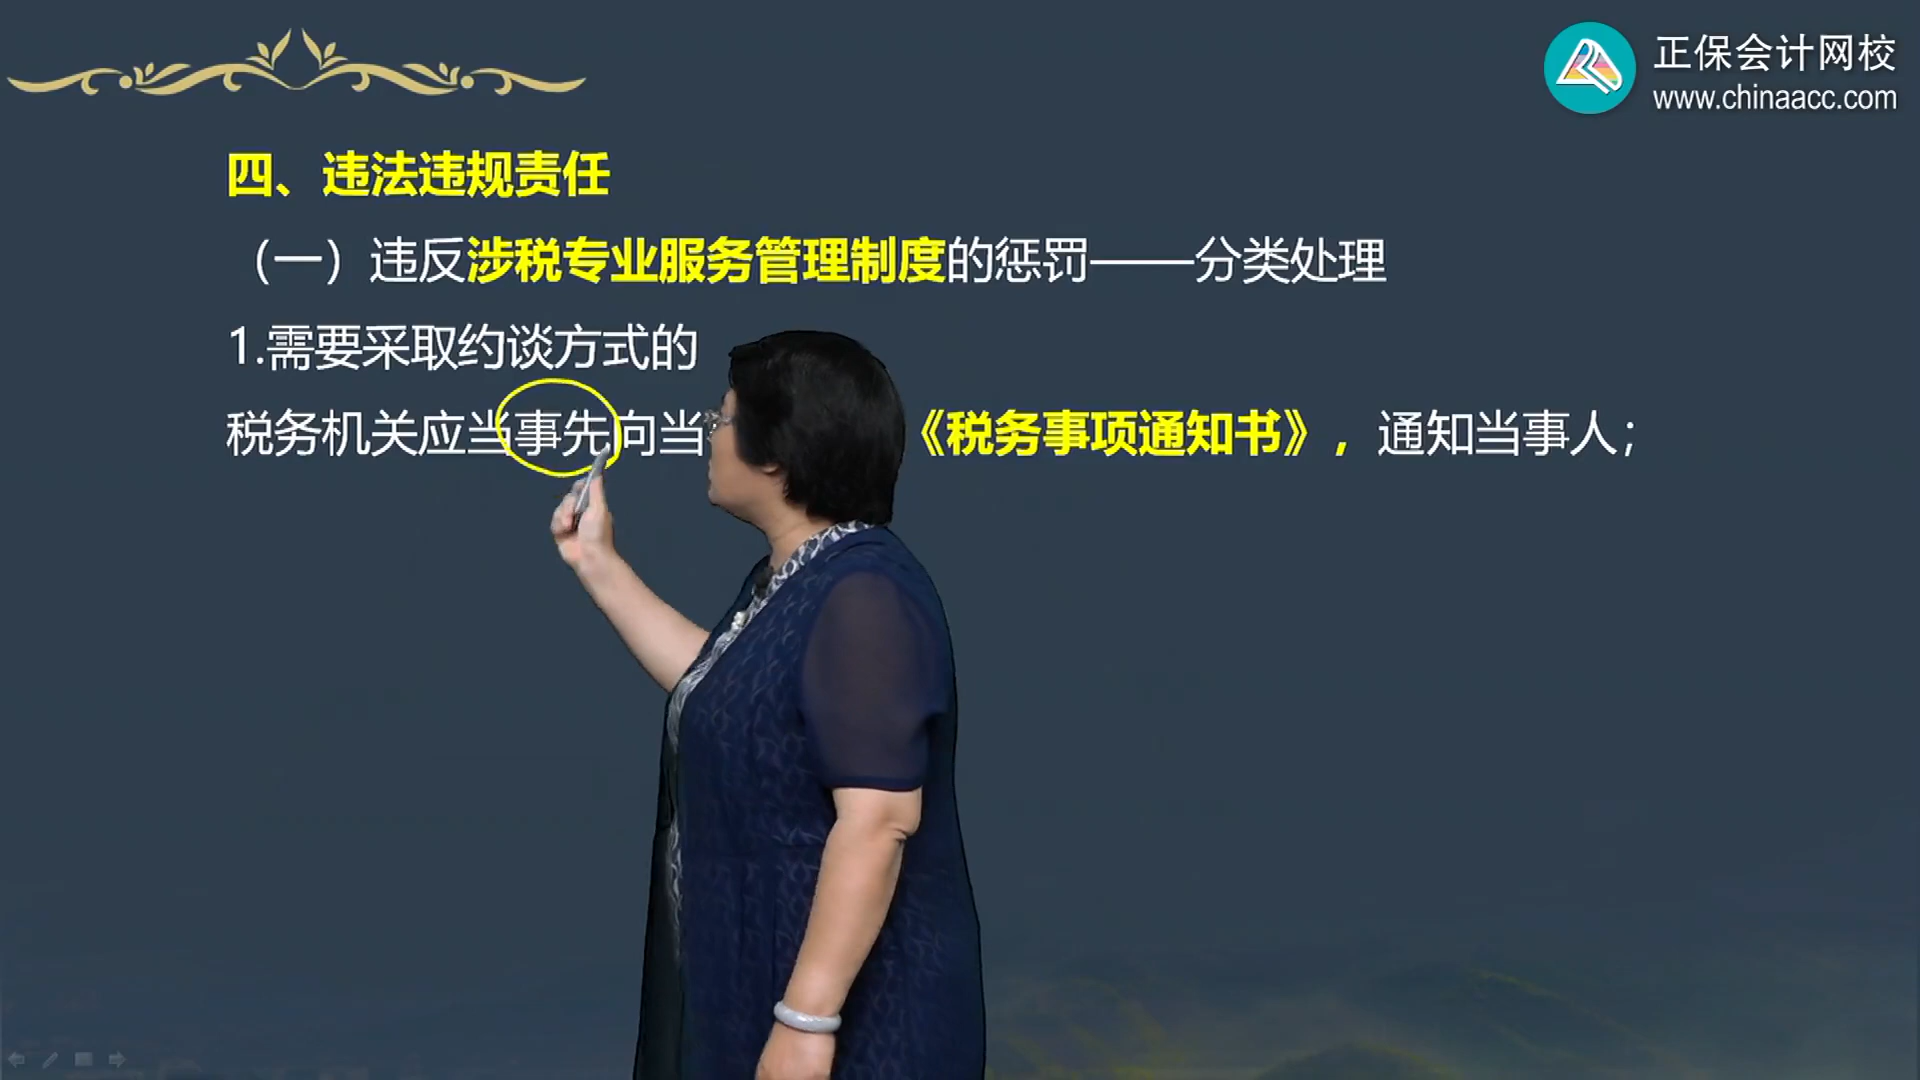 正保会计网校
www.chinaacc.com
四、违法违规责任
（一）违反涉税专业服务管理制度的惩罚——分类处理
1.需要采取约谈方式的
税务机关应当事先向当 《税务事项通知书》，通知当事人；